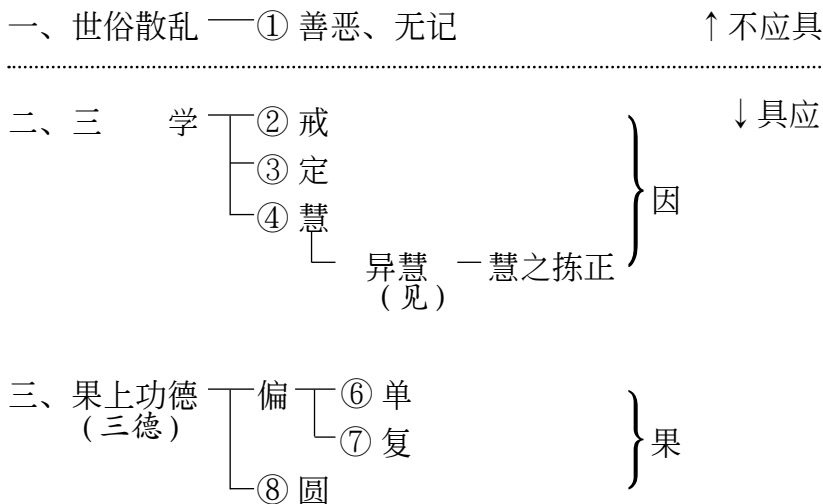 一、世俗散乱 ① 善恶、无记 ↑不应具
↓具应
二、三 学 ② 戒
③ 定
④ 慧
因
异慧 — 慧之拣正
(见)
三、果上功德 偏 ⑥ 单
(三德)
⑦ 复
果
⑧ 圆